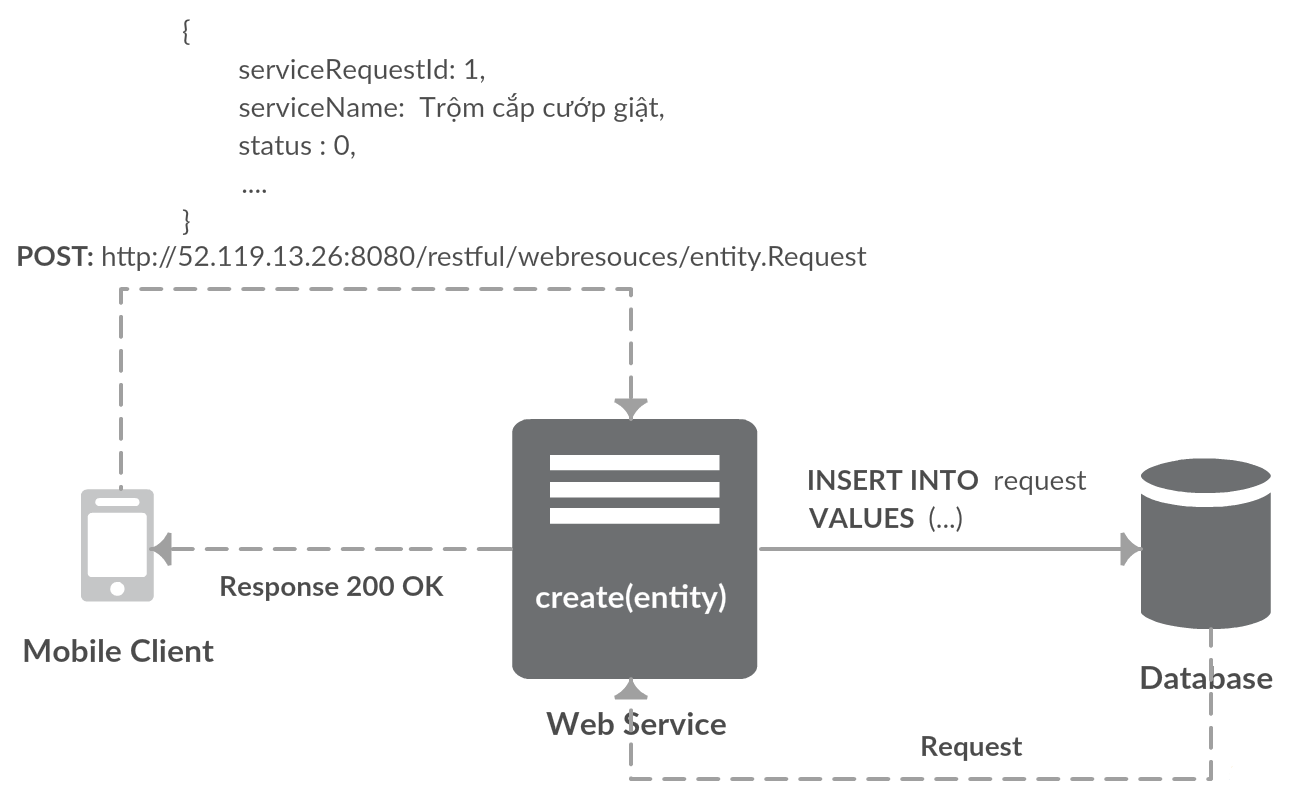 {
serviceRequestId: 1,
serviceName: Trộm cắp cướp giật,
status : 0,
....
}
POST: http://52.119.13.26:8080/restful/webresouces/entity.Request
INSERT INTO request
VALUES (...)
Response 200 OK
create(entity)
Mobile Client
Database
Web Service
Request